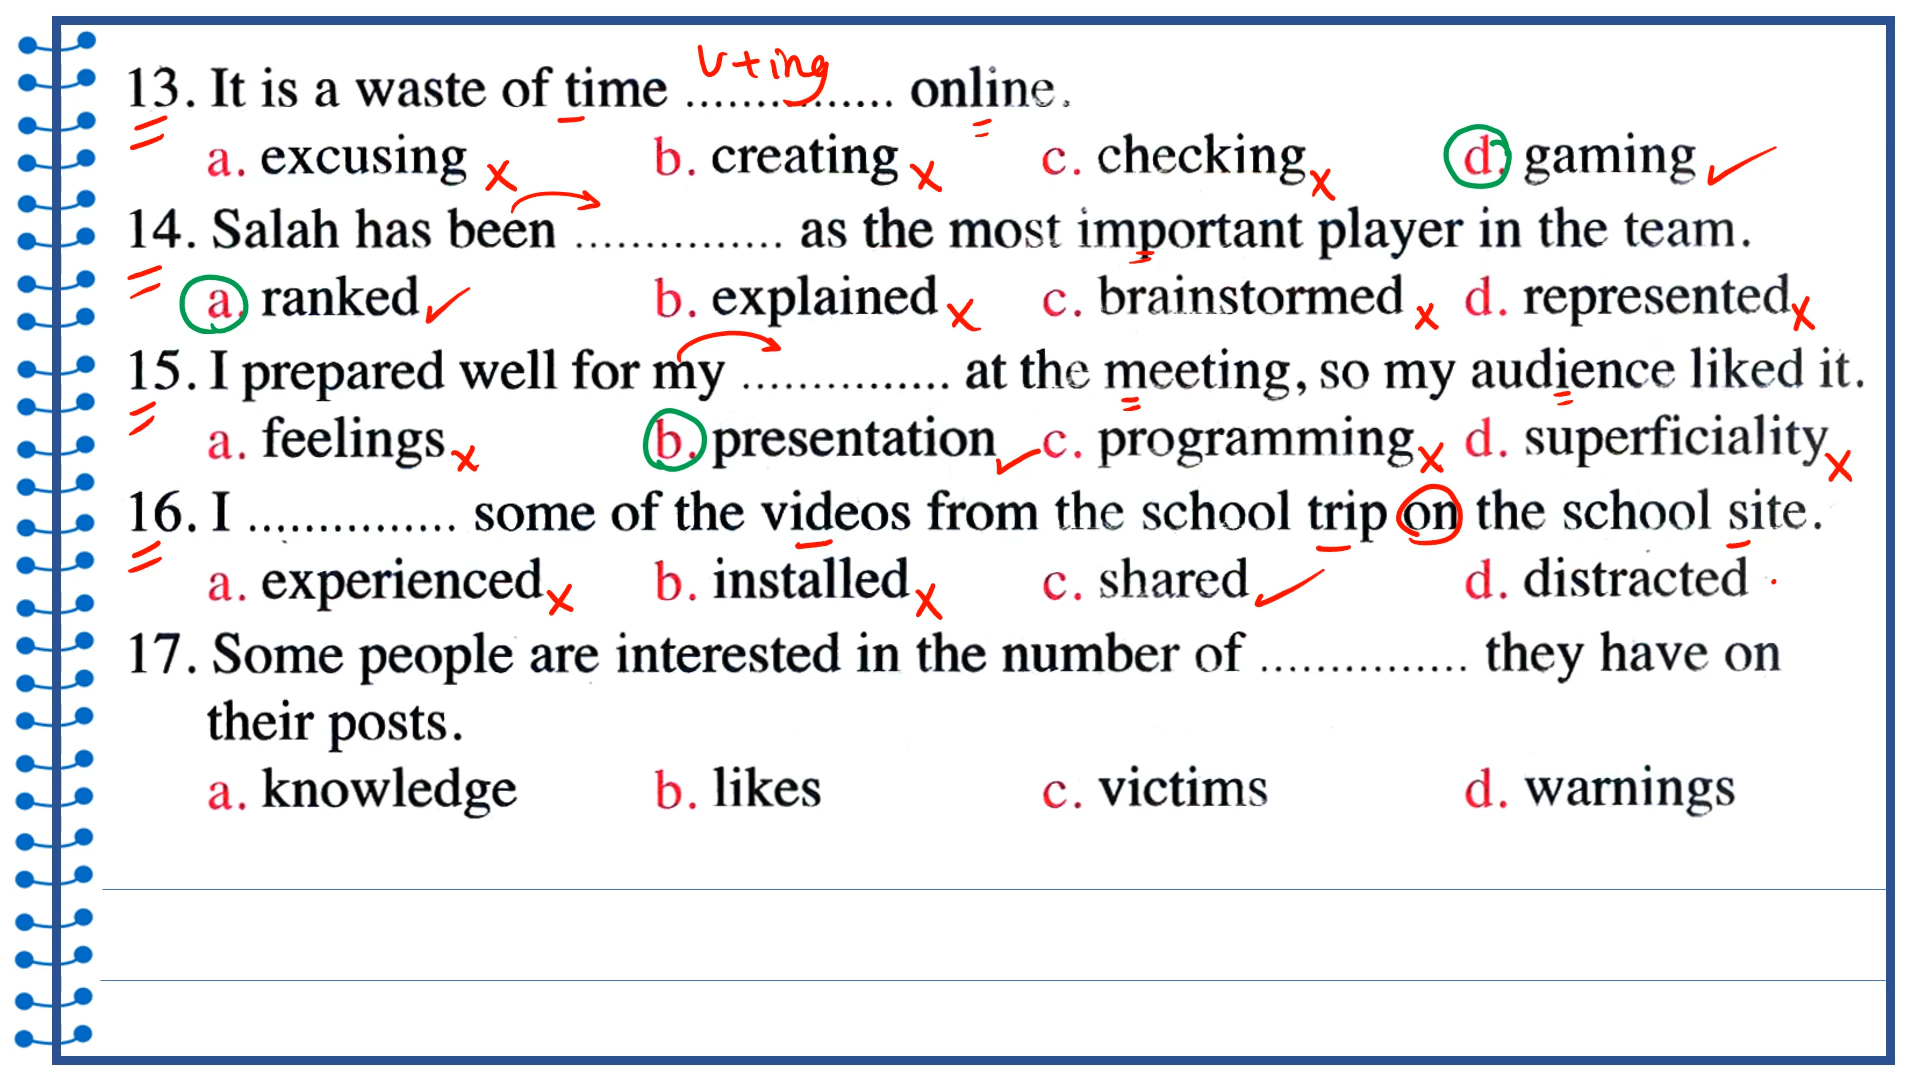 v+ing
13. It is a waste of time ............... online.
a. excusing x b. creating x c. checking x d. gaming ✓
14. Salah has been ............... as the most important player in the team.
a. ranked ✓ b. explained x c. brainstormed x d. represented x
15. I prepared well for my ............... at the meeting, so my audience liked it.
a. feelings x b. presentation ✓ c. programming x d. superficiality x
16. I ............... some of the videos from the school trip on the school site.
a. experienced x b. installed x c. shared ✓ d. distracted
17. Some people are interested in the number of ............... they have on
their posts.
a. knowledge b. likes c. victims d. warnings